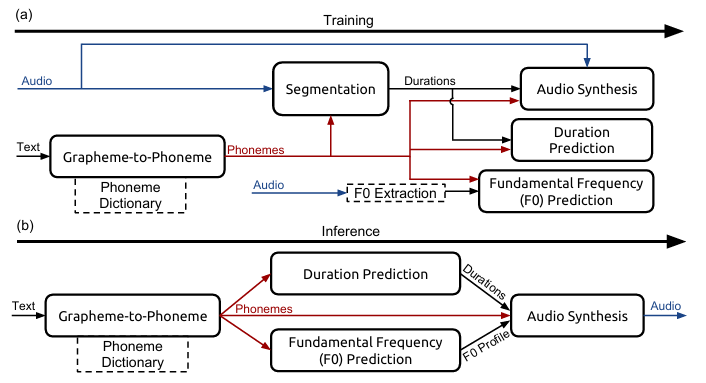 (a)
Training
Audio
Segmentation
Durations
Audio Synthesis
Text
Grapheme-to-Phoneme
Phonemes
Duration
Prediction
Phoneme
Dictionary
Audio
F0 Extraction
Fundamental Frequency
(F0) Prediction
(b)
Inference
Text
Grapheme-to-Phoneme
Phoneme
Dictionary
Duration Prediction
Phonemes
Fundamental Frequency
(F0) Prediction
Durations
F0 Profile
Audio Synthesis
Audio